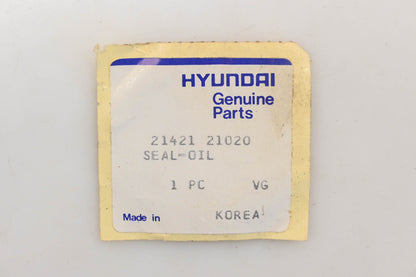 HYUNDAI
Genuine
Parts
21421 21020
SEAL-OIL
1 PC VG
Made in KOREA